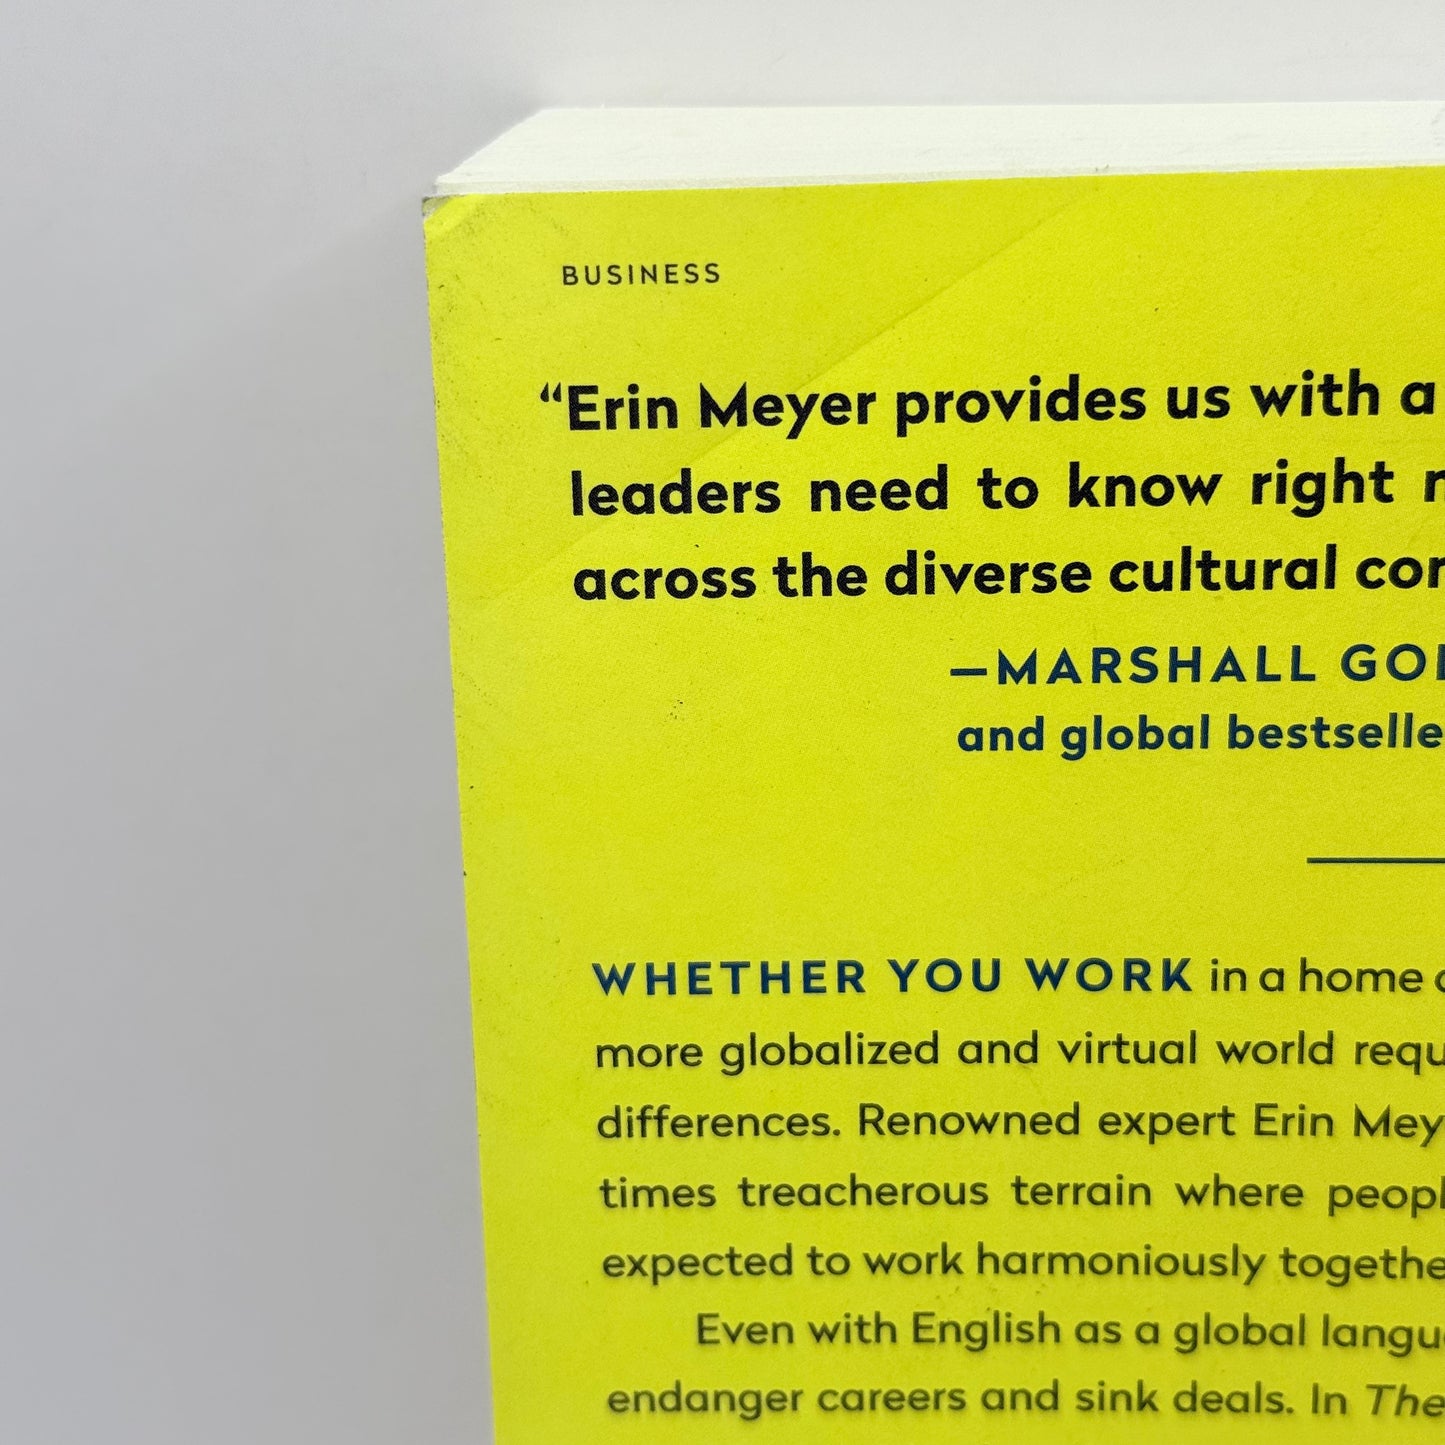 BUSINESS
“Erin Meyer provides us with a
leaders need to know right
across the diverse cultural
—MARSHALL
and global
WHETHER YOU WORK in a home
more globalized and virtual world
differences. Renowned expert Erin
times treacherous terrain where
expected to work harmoniously
Even with English as a global
endanger careers and sink deals. In The